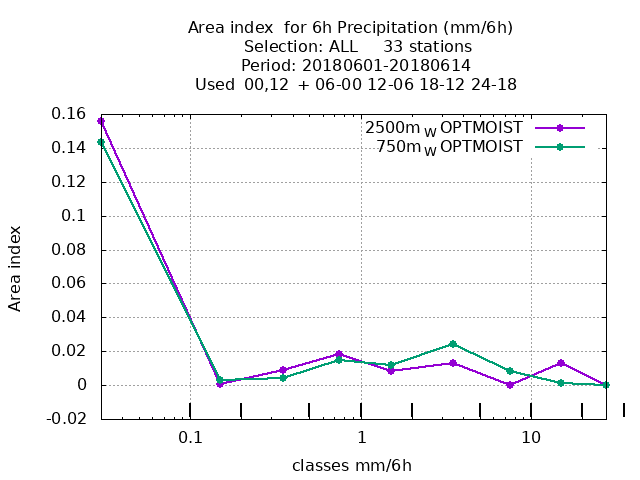 Area index  for 6h Precipitation (mm/6h)
Selection: ALL     33 stations
Period: 20180601-20180614
Used  00,12  + 06-00 12-06 18-12 24-18
2500m W OPTMOIST
750m W OPTMOIST
0.16
0.14
0.12
0.1
0.08
0.06
0.04
0.02
0
-0.02
Area index
0.1 1 10
classes mm/6h